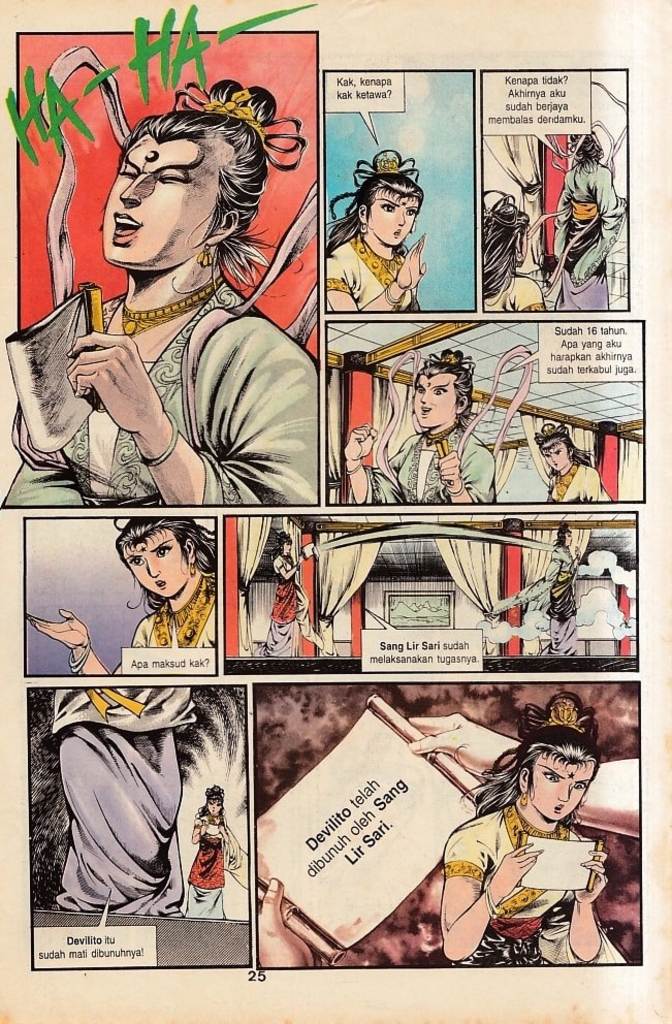 HA-HA-
Kak, kenapa
kak ketawa?
Kenapa tidak?
Akhirnya aku
sudah berjaya
membalas dendamku.
Sudah 16 tahun.
Apa yang aku
harapkan akhirnya
sudah terkabul juga.
Apa maksud kak?
Sang Lir Sari sudah
melaksanakan tugasnya.
Devilito itu
sudah mati dibunuhnya!
Devilito telah
dibunuh oleh Sang
Lir Sari.
25